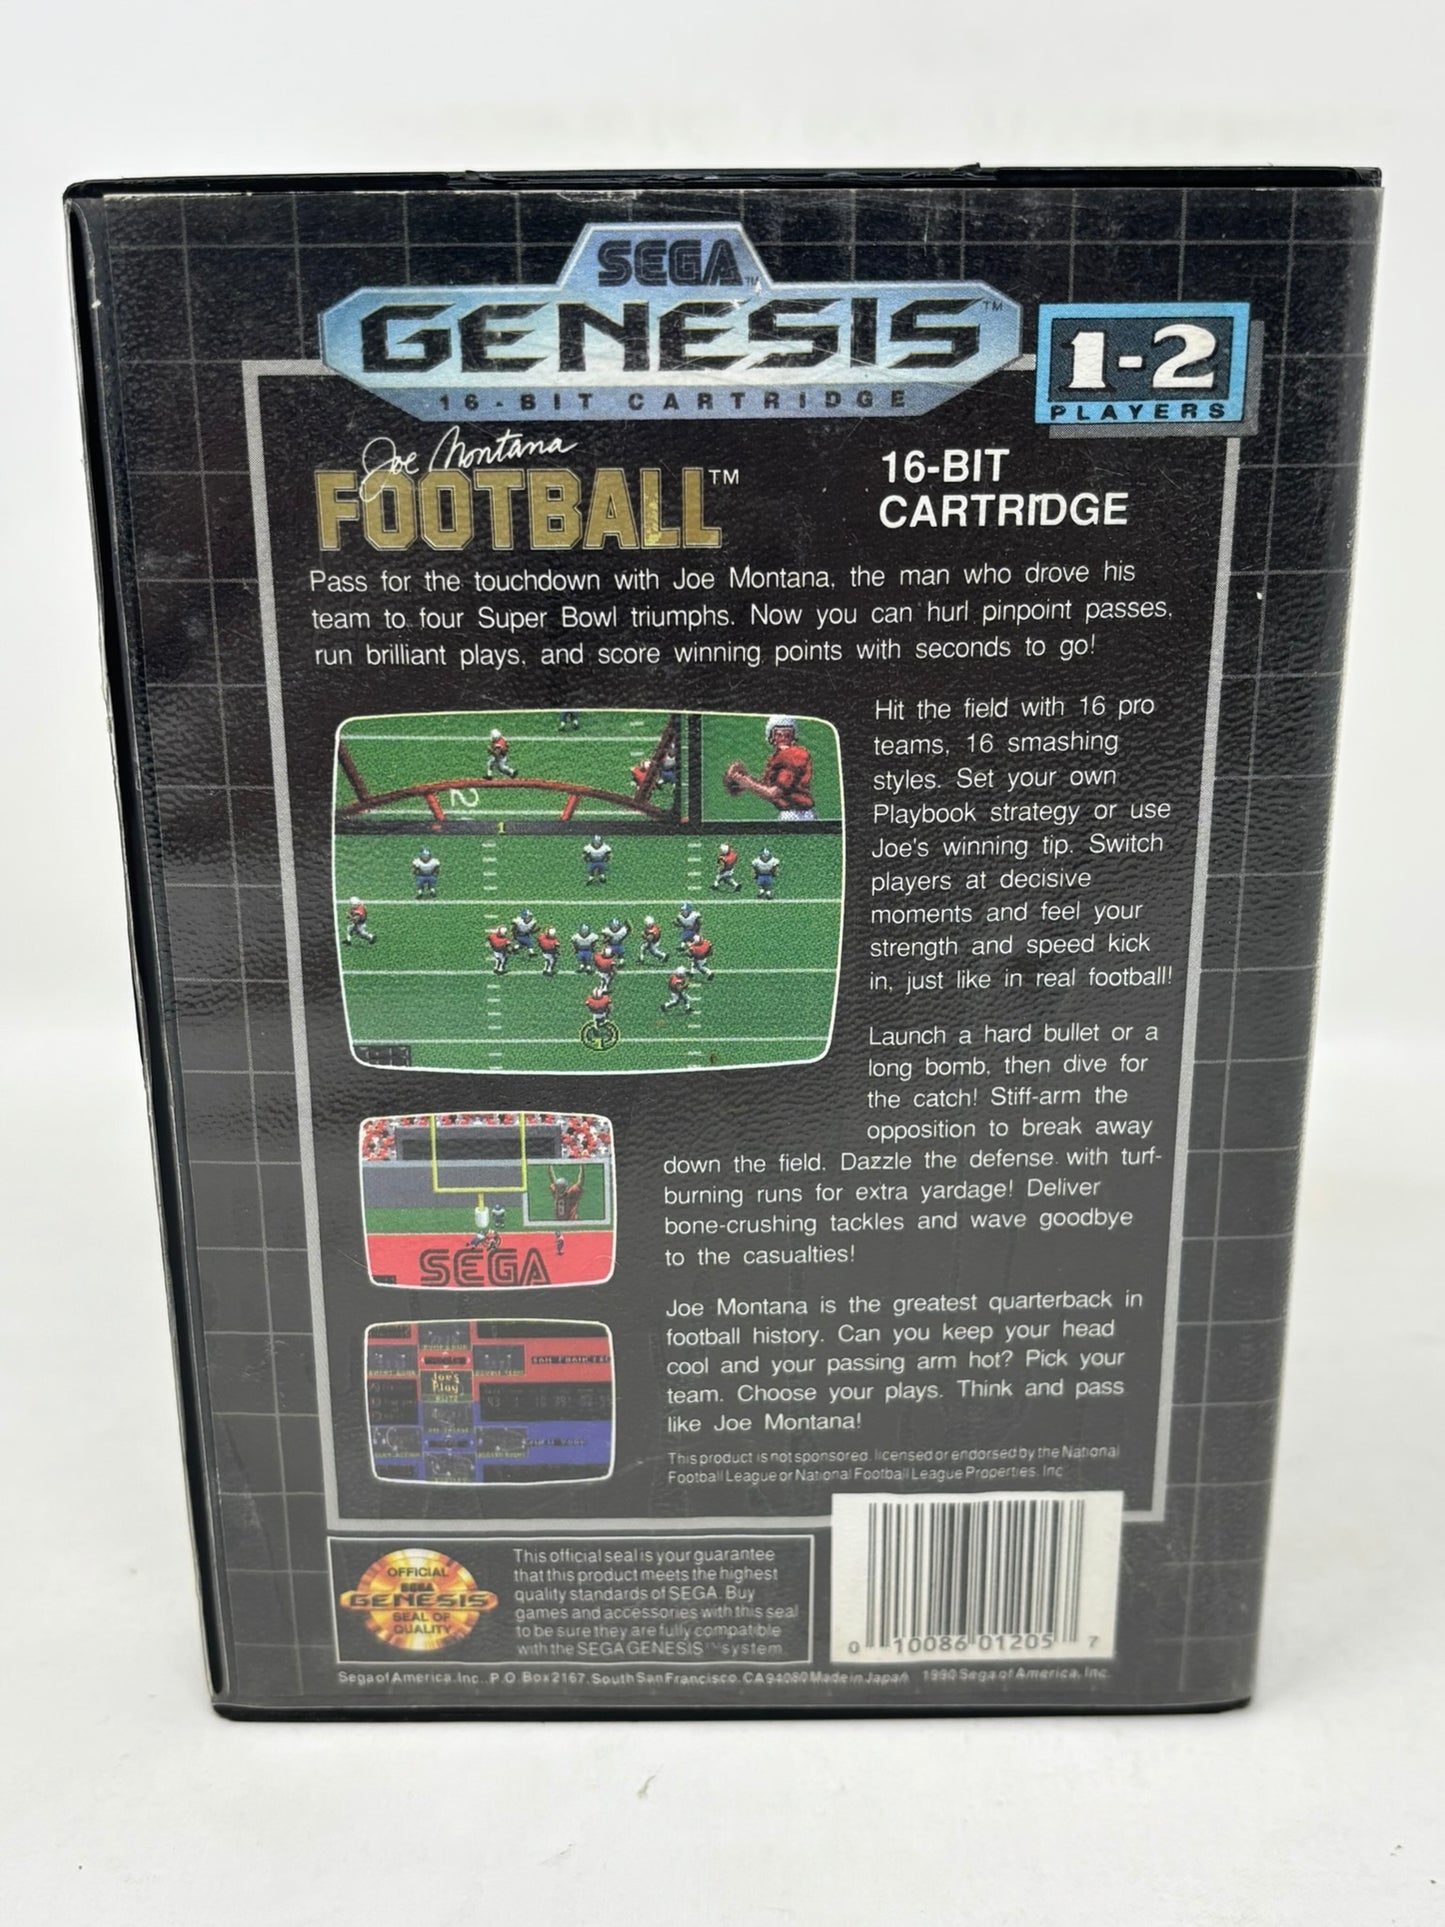 SEGA™
GENESIS™
16-BIT CARTRIDGE
1-2
PLAYERS
Joe Montana
FOOTBALL™
16-BIT
CARTRIDGE
Pass for the touchdown with Joe Montana, the man who drove his
team to four Super Bowl triumphs. Now you can hurl pinpoint passes,
run brilliant plays, and score winning points with seconds to go!
Hit the field with 16 pro
teams, 16 smashing
styles. Set your own
Playbook strategy or use
Joe's winning tip. Switch
players at decisive
moments and feel your
strength and speed kick
in, just like in real football!
Launch a hard bullet or a
long bomb, then dive for
the catch! Stiff-arm the
opposition to break away
down the field. Dazzle the defense with turf-
burning runs for extra yardage! Deliver
bone-crushing tackles and wave goodbye
to the casualties!
SEGA
Joe Montana is the greatest quarterback in
football history. Can you keep your head
cool and your passing arm hot? Pick your
team. Choose your plays. Think and pass
like Joe Montana!
Joe's
Play
This product is not sponsored, licensed or endorsed by the National
Football League or National Football League Properties, Inc.
OFFICIAL
SEGA
GENESIS
SEAL OF
QUALITY
This official seal is your guarantee
that this product meets the highest
quality standards of SEGA. Buy
games and accessories with this seal
to be sure they are fully compatible
with the SEGA GENESIS™ system.
0 10086 01205 7
Sega of America, Inc., P.O. Box 2167, South San Francisco, CA 94080 Made in Japan 1990 Sega of America, Inc.